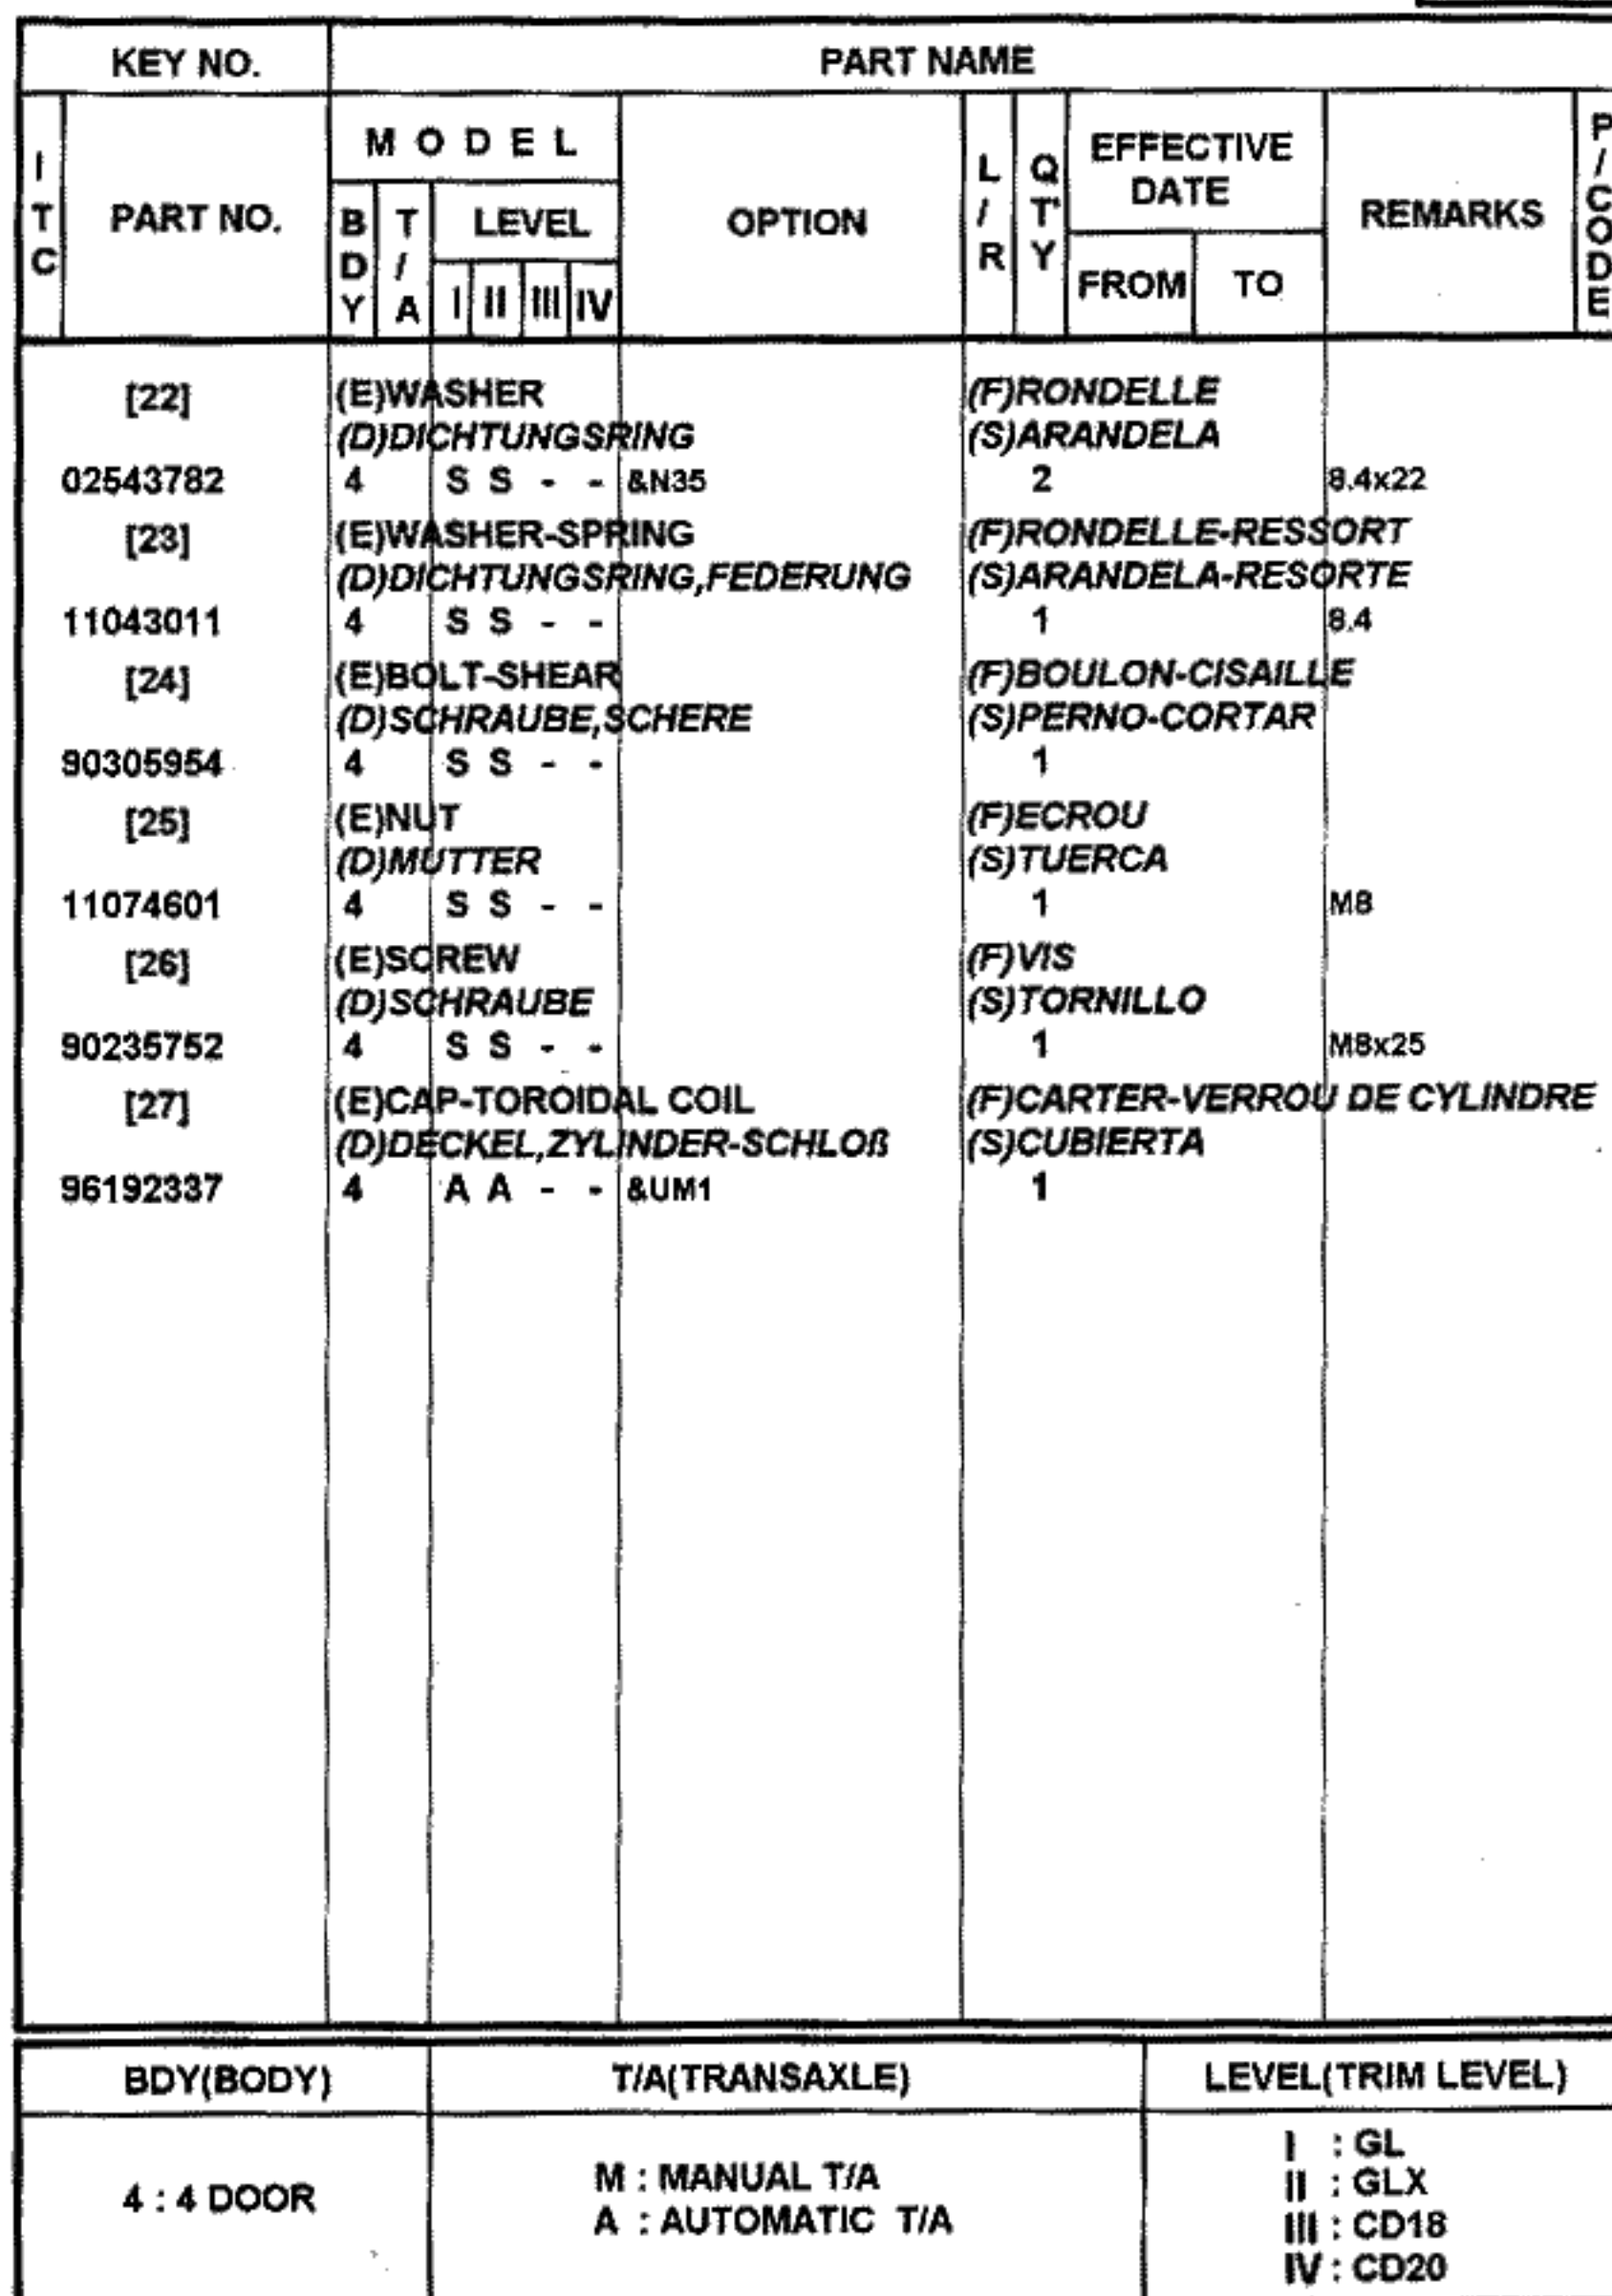 KEY NO. PART NAME
ITC PART NO. MODEL OPTION L/R Q'TY EFFECTIVE DATE REMARKS P/CODE
BDY T/A LEVEL FROM TO
I II III IV
[22] (E)WASHER (F)RONDELLE
(D)DICHTUNGSRING (S)ARANDELA
02543782 4 S S - - &N35 2 8.4x22
[23] (E)WASHER-SPRING (F)RONDELLE-RESSORT
(D)DICHTUNGSRING,FEDERUNG (S)ARANDELA-RESORTE
11043011 4 S S - - 1 8.4
[24] (E)BOLT-SHEAR (F)BOULON-CISAILLE
(D)SCHRAUBE,SCHERE (S)PERNO-CORTAR
90305954 4 S S - - 1
[25] (E)NUT (F)ECROU
(D)MUTTER (S)TUERCA
11074601 4 S S - - 1 M8
[26] (E)SCREW (F)VIS
(D)SCHRAUBE (S)TORNILLO
90235752 4 S S - - 1 M8x25
[27] (E)CAP-TOROIDAL COIL (F)CARTER-VERROU DE CYLINDRE
(D)DECKEL,ZYLINDER-SCHLOß (S)CUBIERTA
96192337 4 A A - - &UM1 1
BDY(BODY) T/A(TRANSAXLE) LEVEL(TRIM LEVEL)
4 : 4 DOOR
M : MANUAL T/A
A : AUTOMATIC T/A
I : GL
II : GLX
III : CD18
IV : CD20